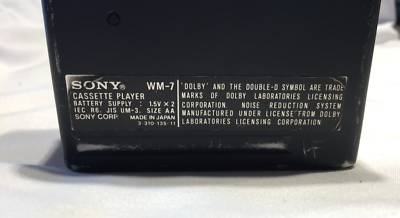 SONY WM-7
CASSETTE PLAYER
BATTERY SUPPLY : 1.5V × 2
IEC R6. JIS UM-3. SIZE AA
SONY CORP. MADE IN JAPAN
3-310-135-11
'DOLBY' AND THE DOUBLE-D SYMBOL ARE TRADE
MARKS OF DOLBY LABORATORIES LICENSING
CORPORATION. NOISE REDUCTION SYSTEM
MANUFACTURED UNDER LICENSE FROM DOLBY
LABORATORIES LICENSING CORPORATION